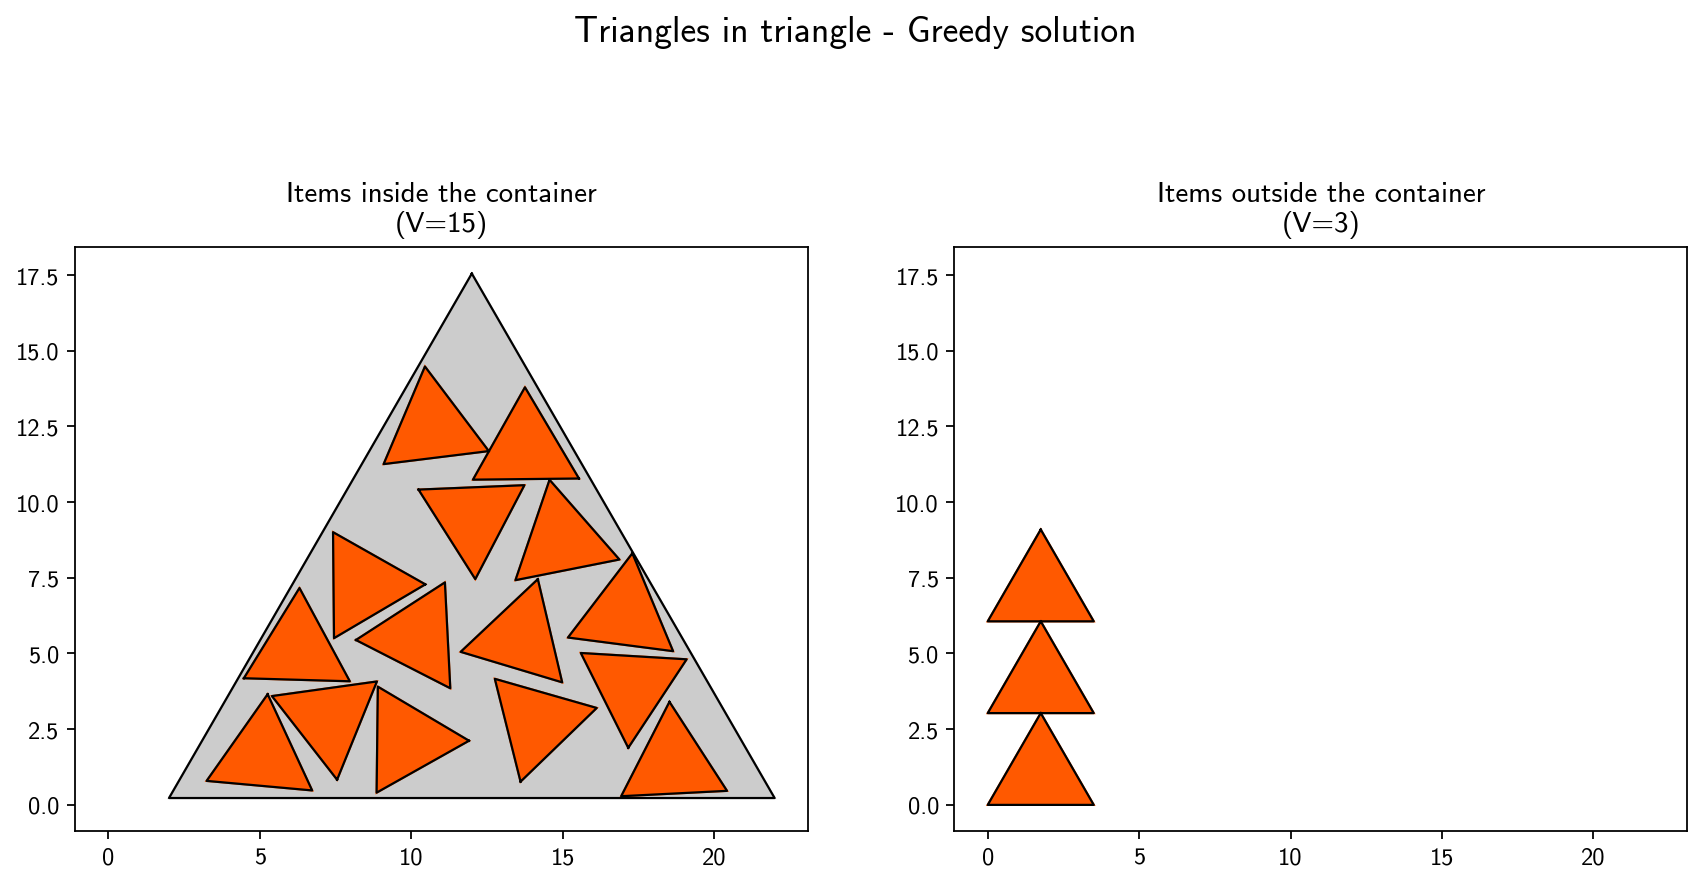 Triangles in triangle - Greedy solution
Items inside the container
(V=15)
17.5
15.0
12.5
10.0
7.5
5.0
2.5
0.0
0 5 10 15 20
Items outside the container
(V=3)
17.5
15.0
12.5
10.0
7.5
5.0
2.5
0.0
0 5 10 15 20